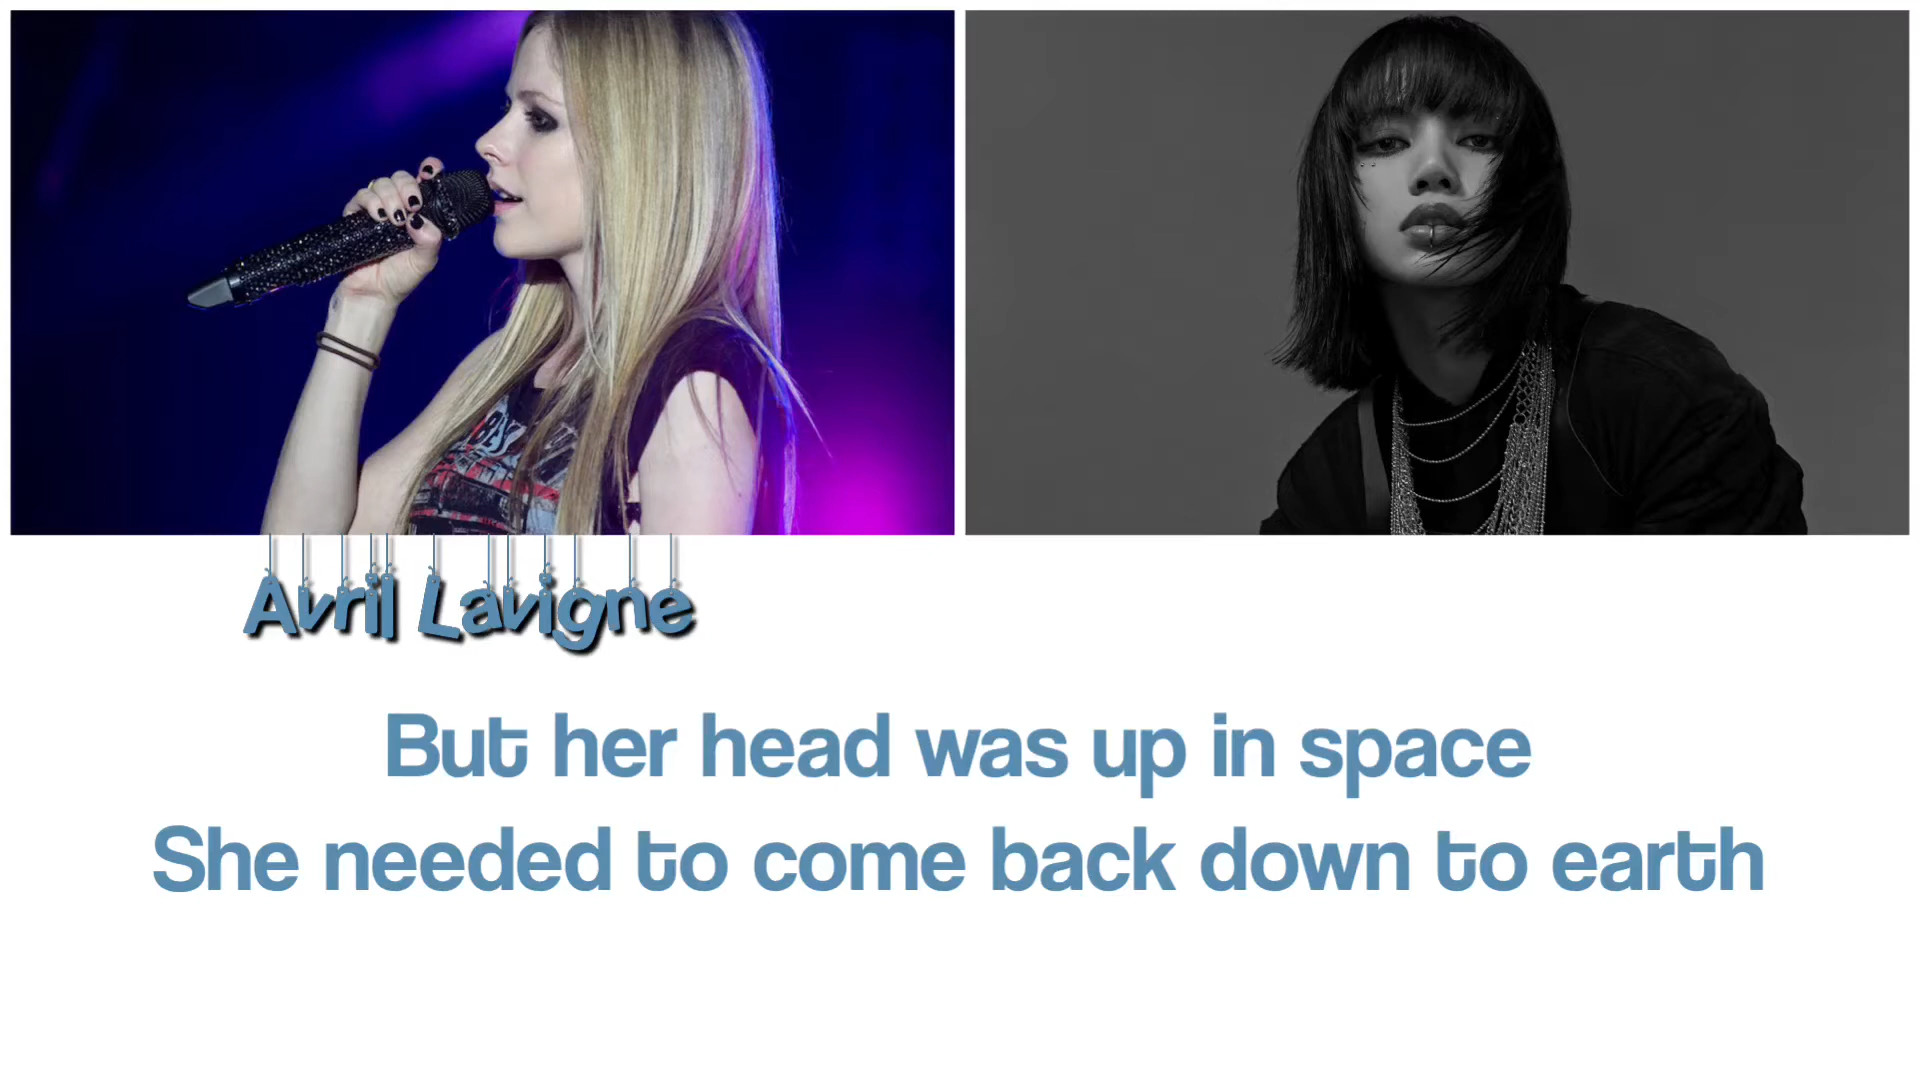 Avril Lavigne
But her head was up in space
She needed to come back down to earth